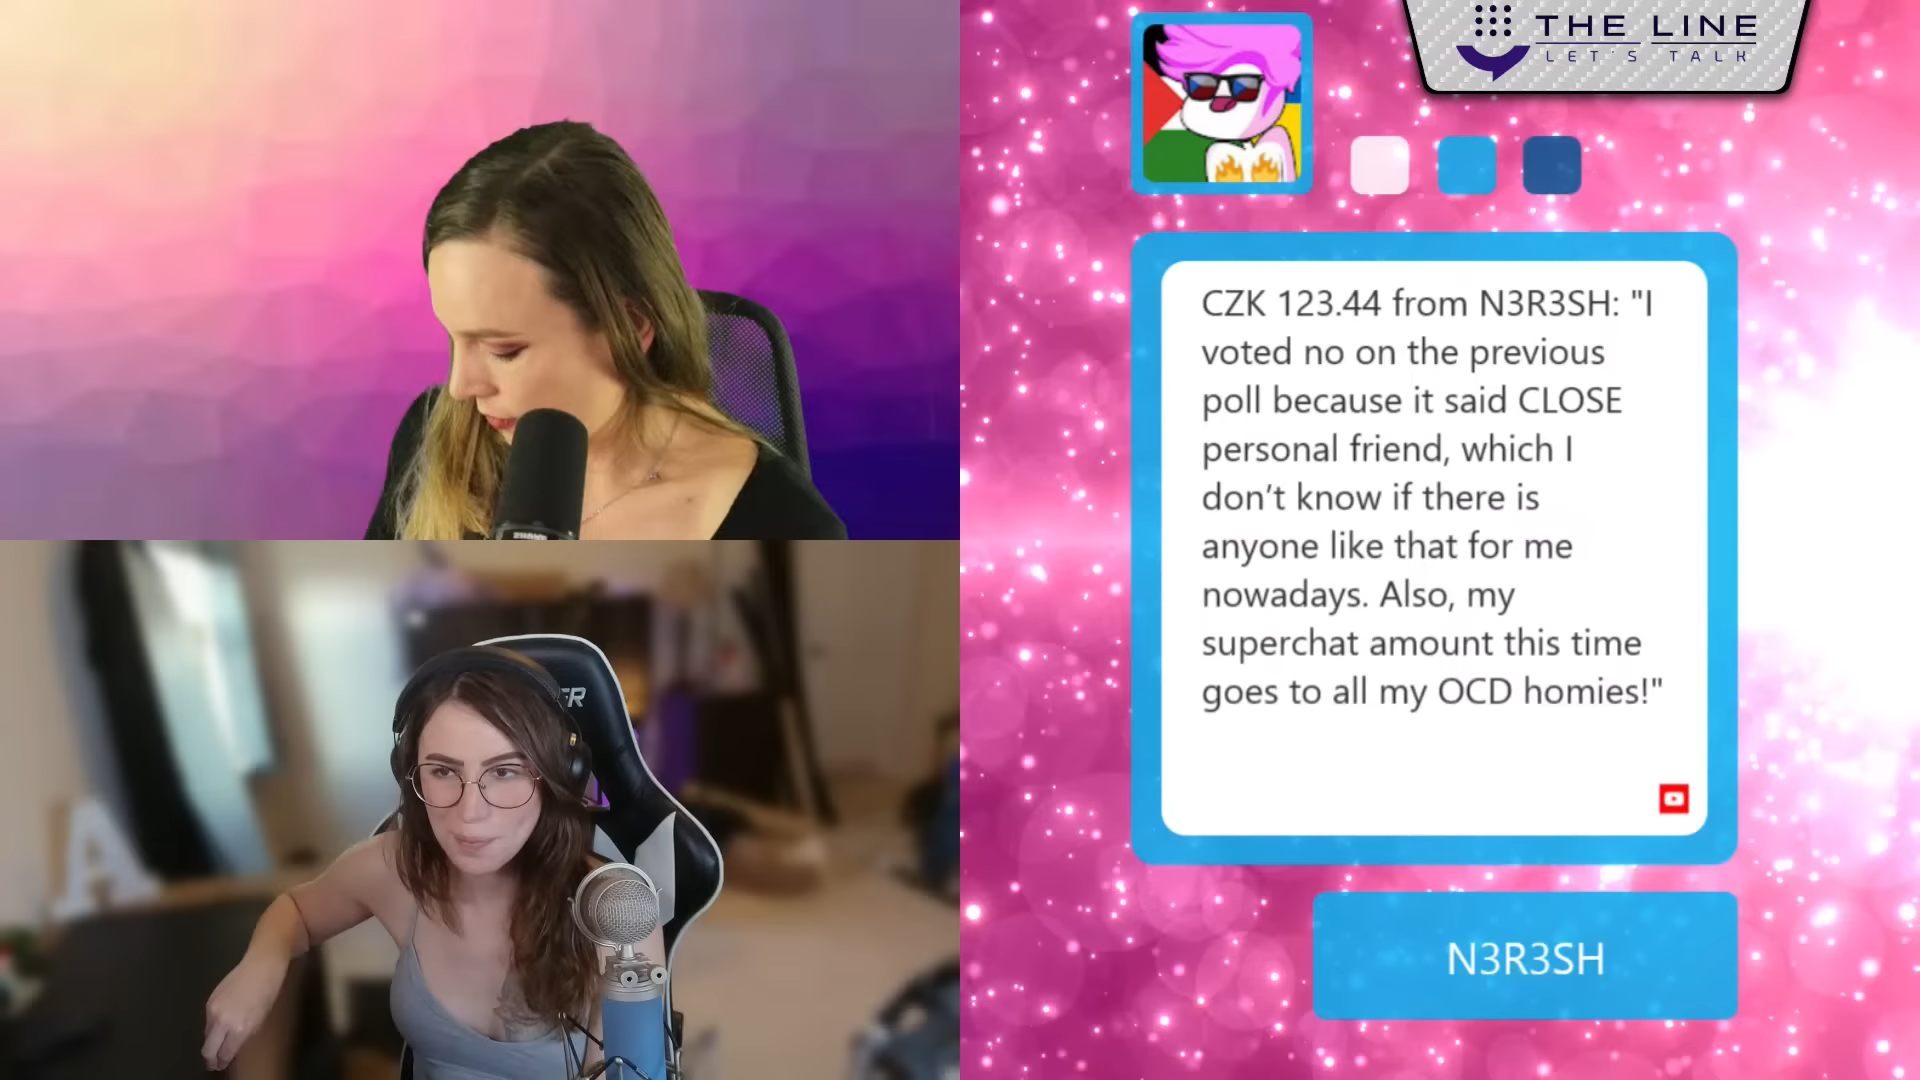 THE LINE
LET'S TALK
CZK 123.44 from N3R3SH: "I
voted no on the previous
poll because it said CLOSE
personal friend, which I
don’t know if there is
anyone like that for me
nowadays. Also, my
superchat amount this time
goes to all my OCD homies!"
N3R3SH
A